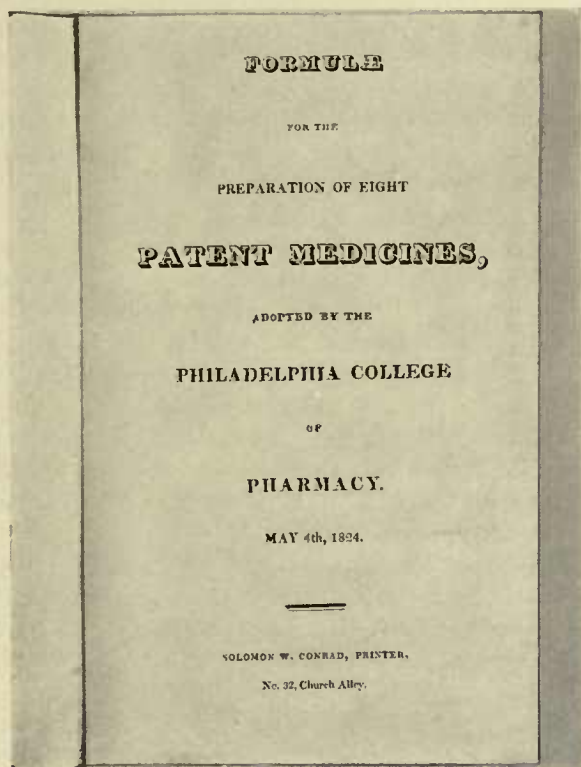 FORMULÆ
FOR THE
PREPARATION OF EIGHT
PATENT MEDICINES,
ADOPTED BY THE
PHILADELPHIA COLLEGE
OF
PHARMACY.
MAY 4th, 1824.
SOLOMON W. CONRAD, PRINTER,
No. 32, Church Alley.